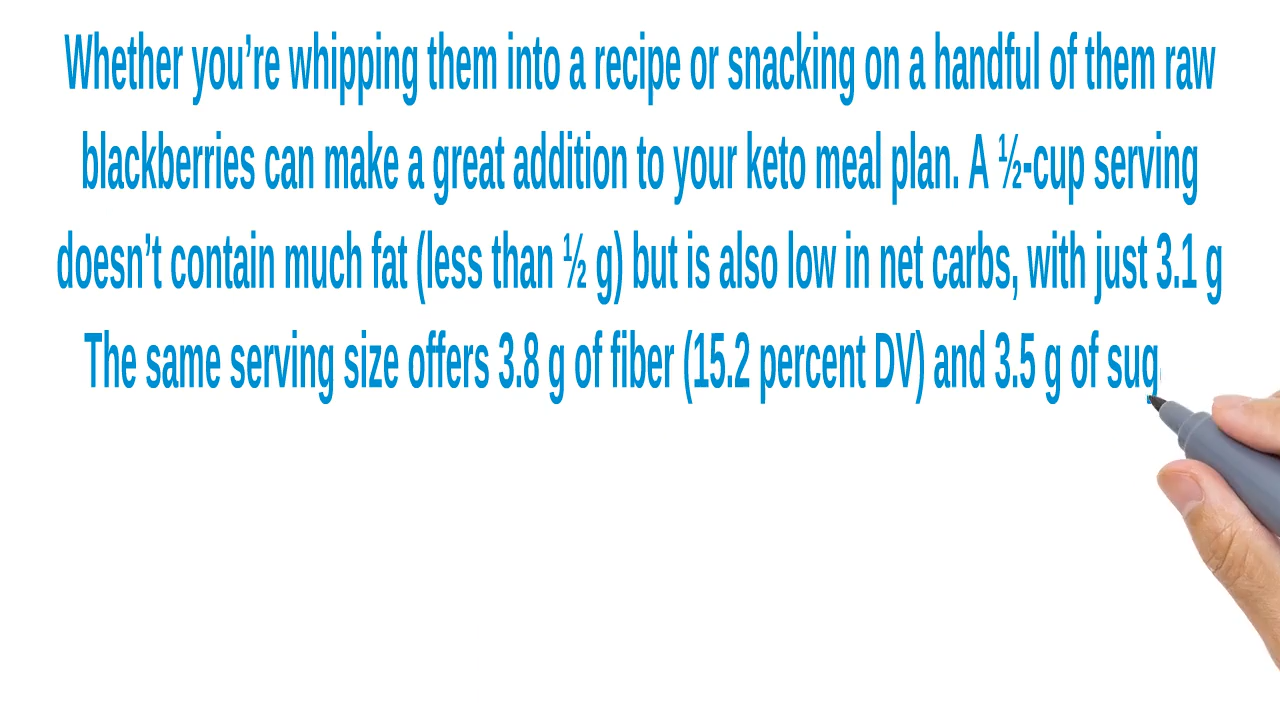 Whether you’re whipping them into a recipe or snacking on a handful of them raw
blackberries can make a great addition to your keto meal plan. A ½-cup serving
doesn’t contain much fat (less than ½ g) but is also low in net carbs, with just 3.1 g
The same serving size offers 3.8 g of fiber (15.2 percent DV) and 3.5 g of sug